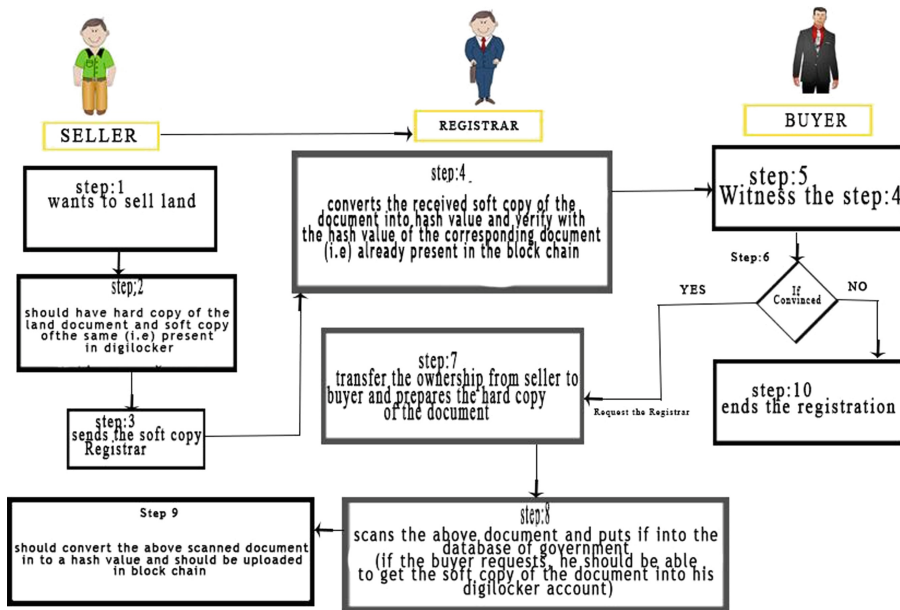 SELLER
REGISTRAR
BUYER
step:1
wants to sell land
step;2
should have hard copy of the
land document and soft copy
ofthe same (i.e) present
in digilocker
step:3
sends the soft copy
Registrar
step:4
converts the received soft copy of the
document into hash value and verify with
the hash value of the corresponding document
(i.e) already present in the block chain
step:5
Witness the step:4
Step:6
If
Convinced
YES
NO
Request the Registrar
step:7
transfer the ownership from seller to
buyer and prepares the hard copy
of the document
step:10
ends the registration
step:8
scans the above document and puts if into the
database of government
(if the buyer requests, he should be able
to get the soft copy of the document into his
digilocker account)
Step 9
should convert the above scanned document
in to a hash value and should be uploaded
in block chain